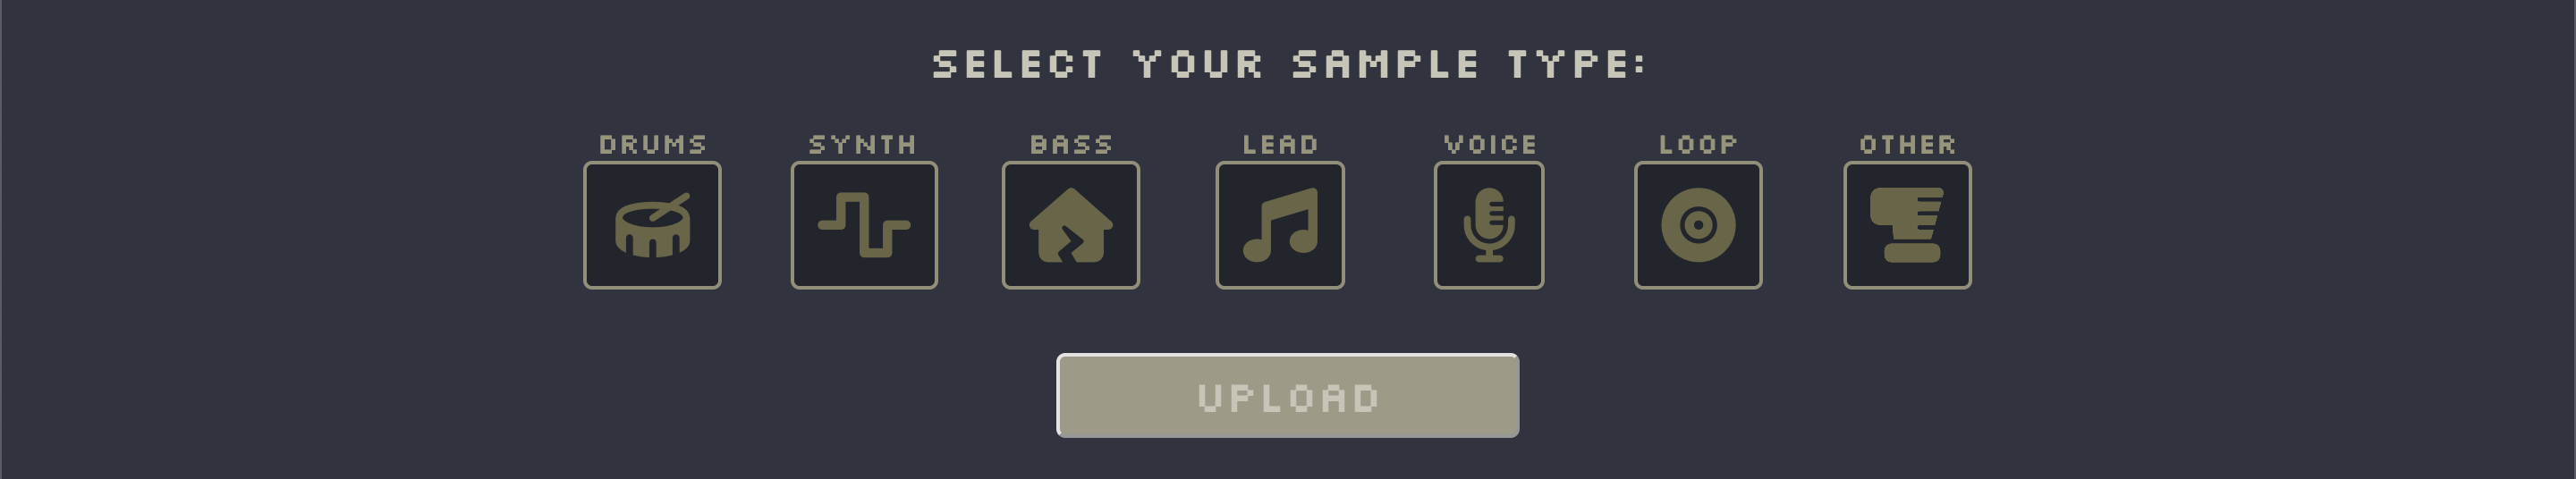 SELECT YOUR SAMPLE TYPE:
DRUMS SYNTH BASS LEAD VOICE LOOP OTHER
UPLOAD